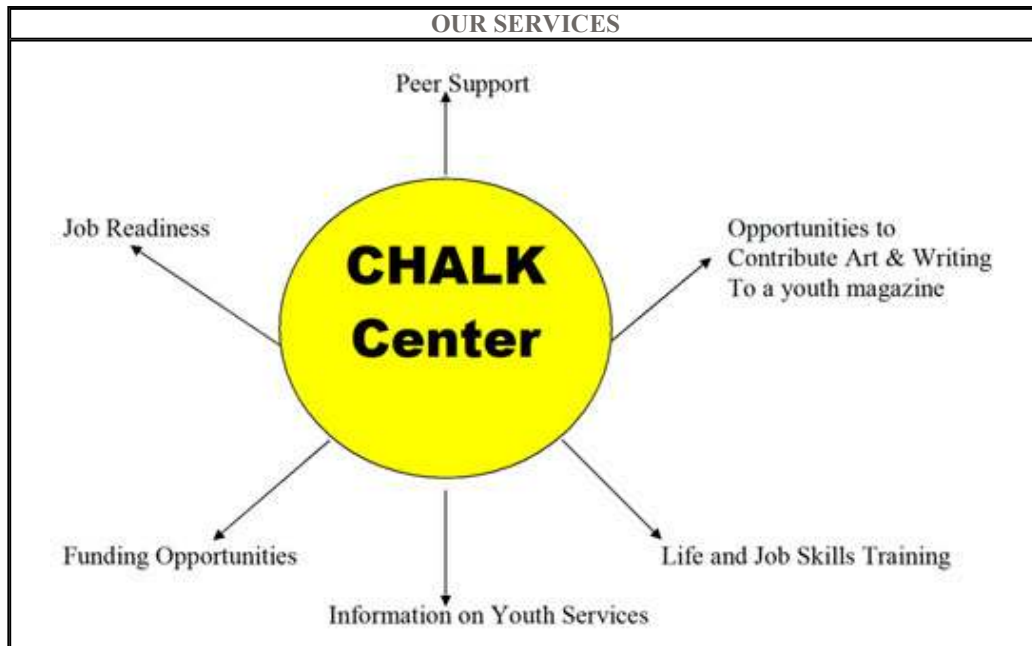 OUR SERVICES
Peer Support
Job Readiness
CHALK
Center
Opportunities to
Contribute Art & Writing
To a youth magazine
Funding Opportunities
Life and Job Skills Training
Information on Youth Services